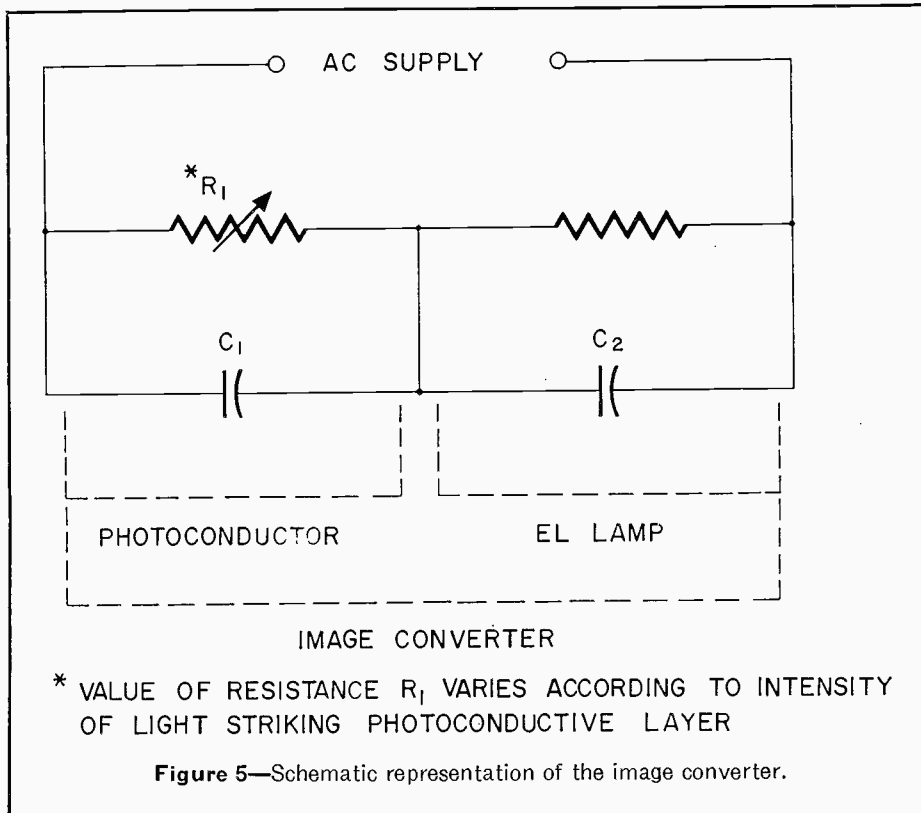 AC SUPPLY
*R₁
C₁
C₂
PHOTOCONDUCTOR
EL LAMP
IMAGE CONVERTER
* VALUE OF RESISTANCE R₁ VARIES ACCORDING TO INTENSITY
OF LIGHT STRIKING PHOTOCONDUCTIVE LAYER
Figure 5—Schematic representation of the image converter.